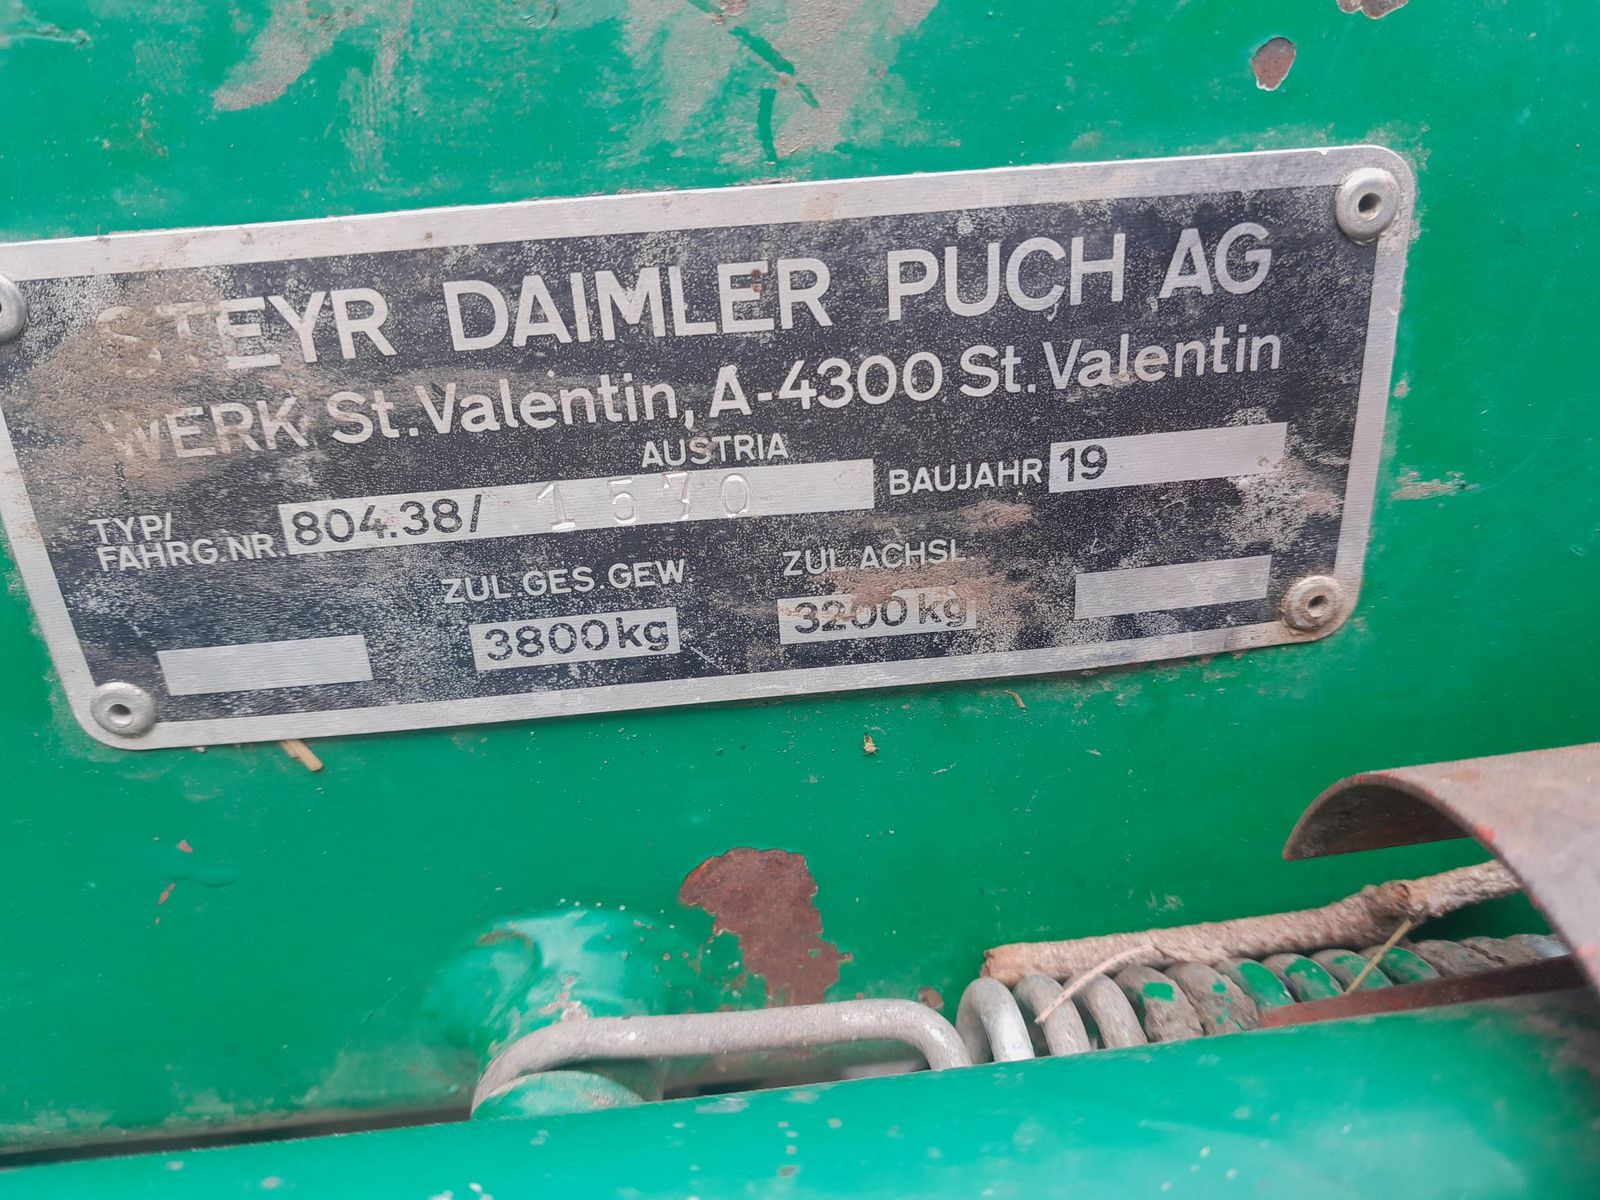 STEYR DAIMLER PUCH AG
WERK St.Valentin, A-4300 St.Valentin
AUSTRIA
TYP/
FAHRG.NR. 804.38/ 1570 BAUJAHR 19
ZUL.GES.GEW. ZUL.ACHSL.
3800kg 3200kg